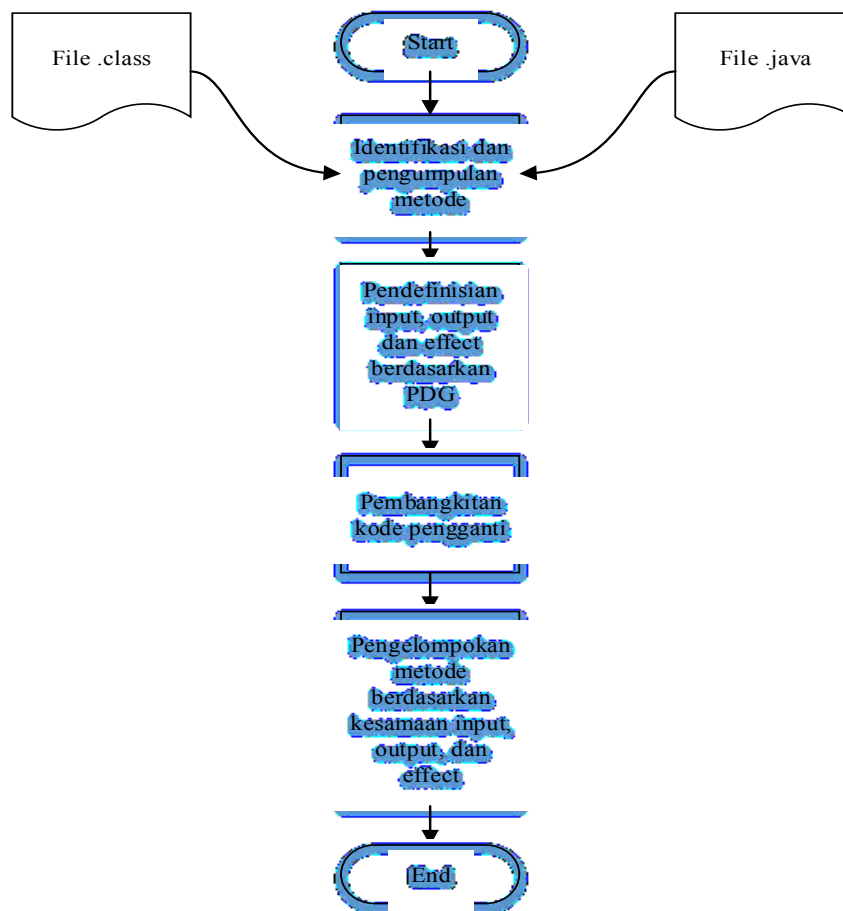 File .class
Start
File .java
Identifikasi dan
pengumpulan
metode
Pendefinisian
input, output
dan effect
berdasarkan
PDG
Pembangkitan
kode pengganti
Pengelompokan
metode
berdasarkan
kesamaan input,
output, dan
effect
End